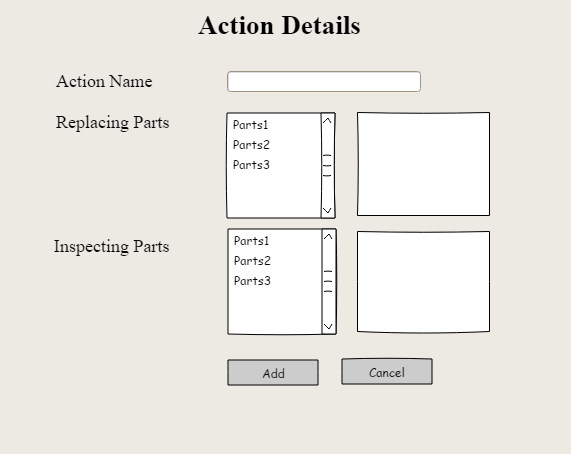 Action Details
Action Name
Replacing Parts
Parts1
Parts2
Parts3
Inspecting Parts
Parts1
Parts2
Parts3
Add
Cancel